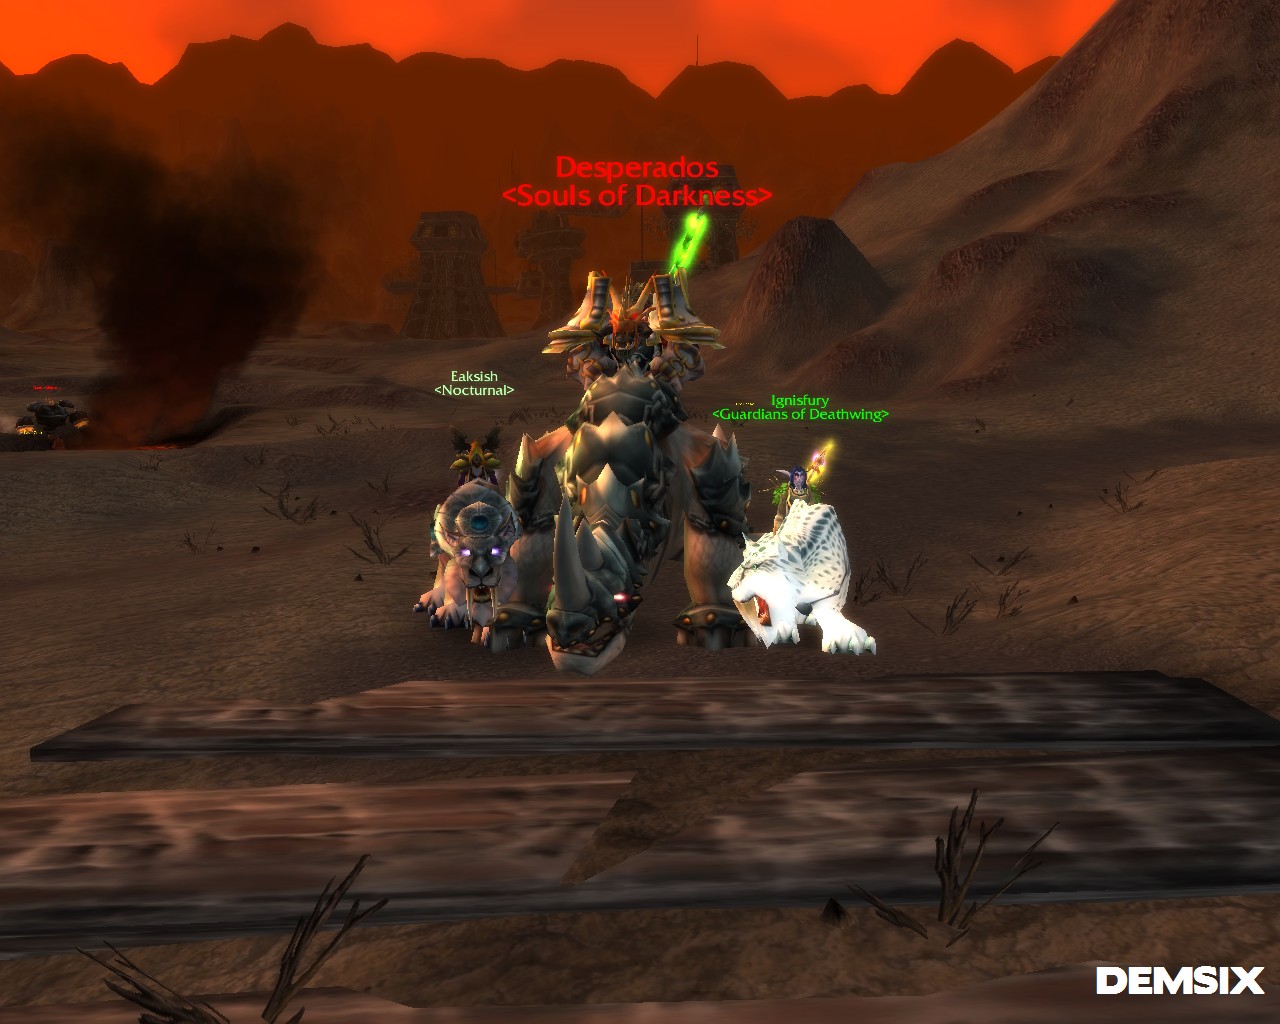 Desperados
<Souls of Darkness>
Eaksish
<Nocturnal>
Ignisfury
<Guardians of Deathwing>
DEMSIX